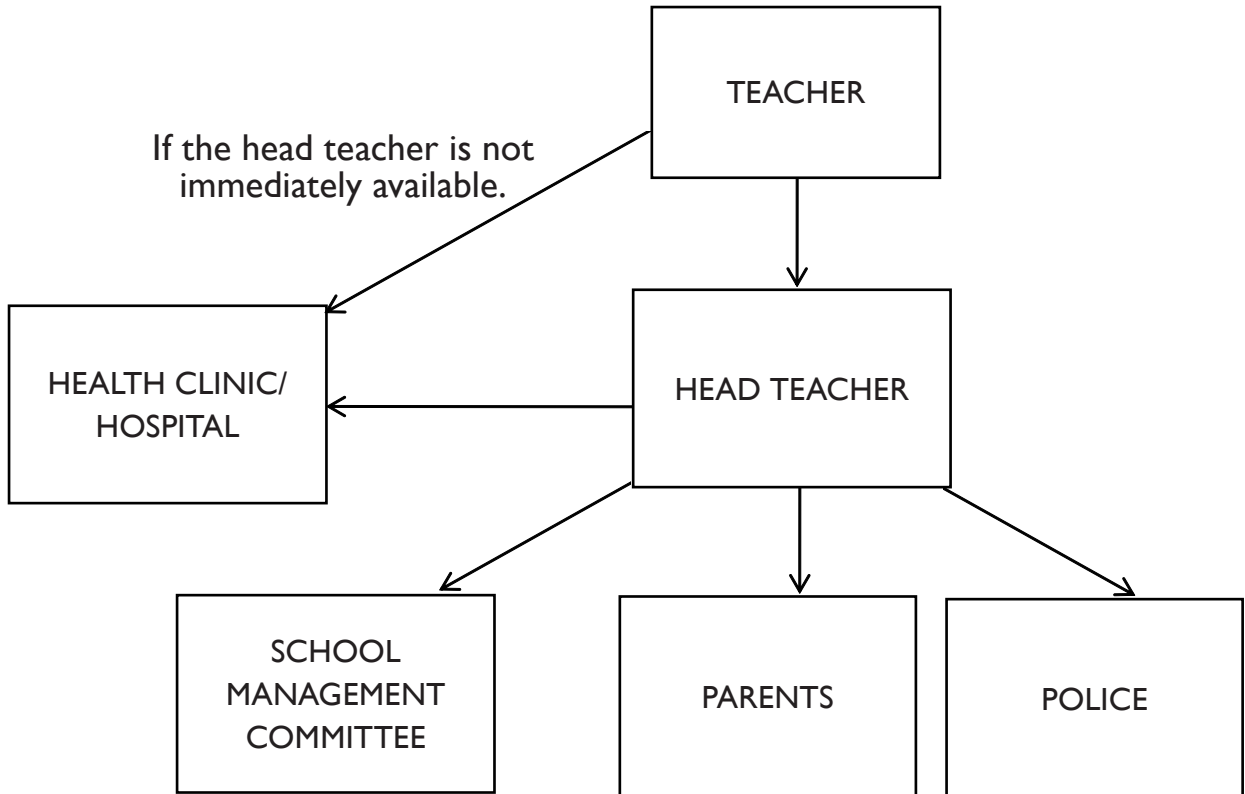 TEACHER
If the head teacher is not
immediately available.
HEALTH CLINIC/
HOSPITAL
HEAD TEACHER
SCHOOL
MANAGEMENT
COMMITTEE
PARENTS
POLICE